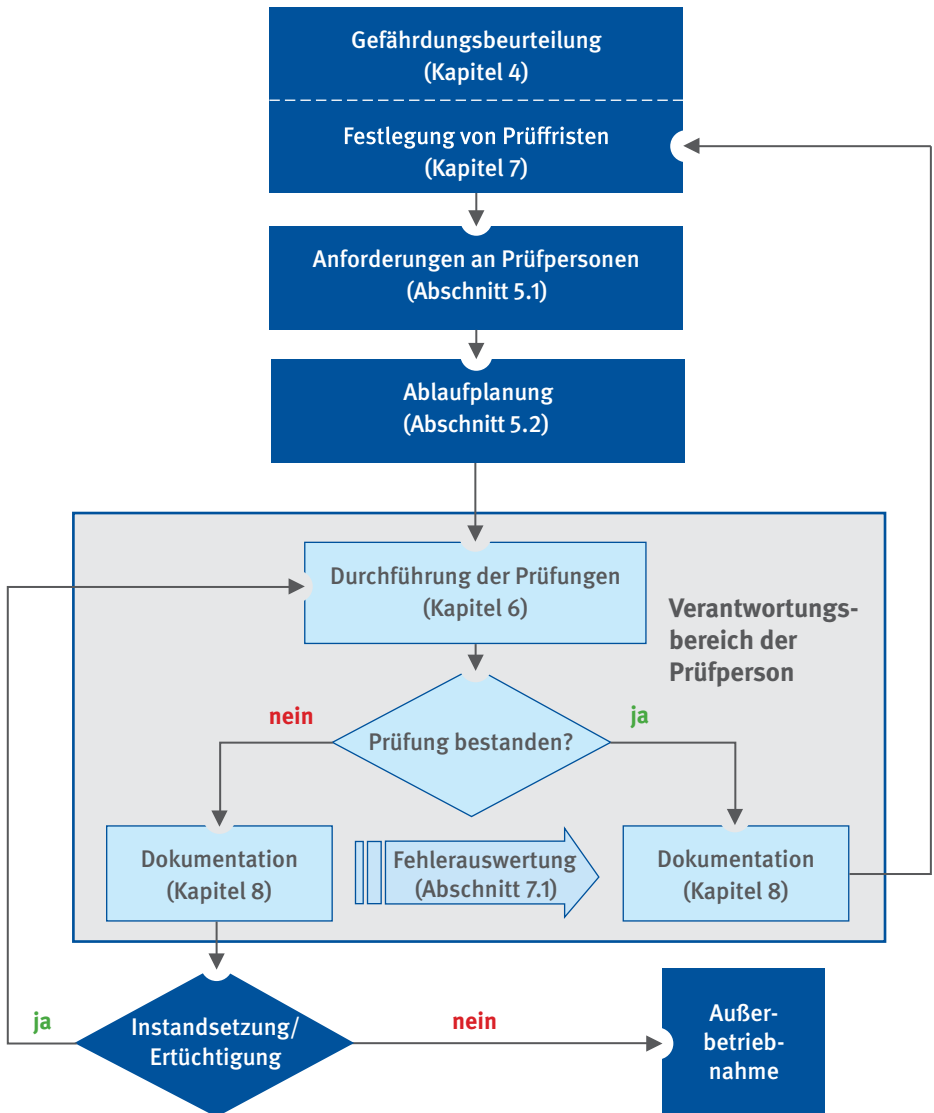 Gefährdungsbeurteilung
(Kapitel 4)
Festlegung von Prüffristen
(Kapitel 7)
Anforderungen an Prüfpersonen
(Abschnitt 5.1)
Ablaufplanung
(Abschnitt 5.2)
Durchführung der Prüfungen
(Kapitel 6)
Verantwortungs-
bereich der
Prüfperson
nein
ja
Prüfung bestanden?
Dokumentation
(Kapitel 8)
Fehlerauswertung
(Abschnitt 7.1)
Dokumentation
(Kapitel 8)
ja
Instandsetzung/
Ertüchtigung
nein
Außer-
betrieb-
nahme